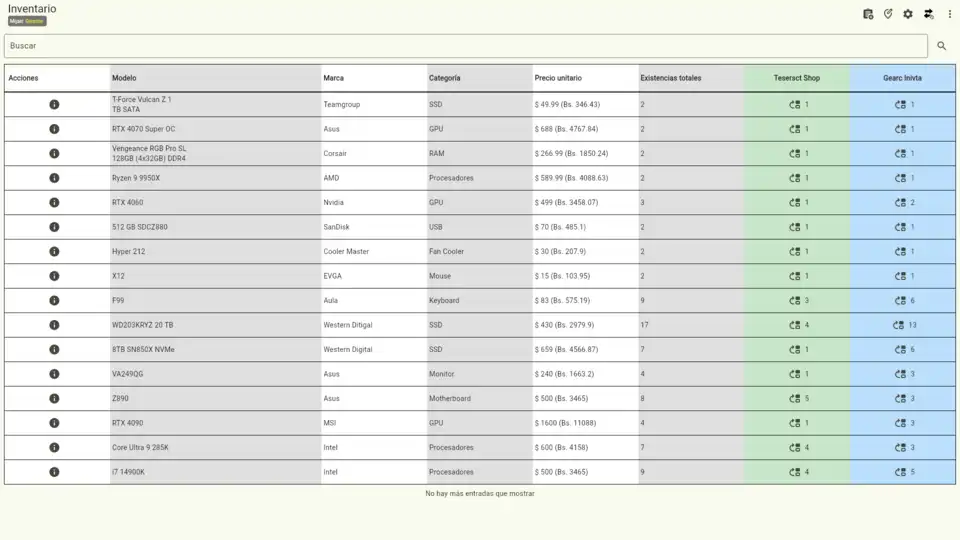 Inventario
Mijair Gerente
Buscar
Acciones Modelo Marca Categoría Precio unitario Existencias totales Teseract Shop Gearc Inivta
T-Force Vulcan Z 1
TB SATA Teamgroup SSD $ 49.99 (Bs. 346.43) 2 1 1
RTX 4070 Super OC Asus GPU $ 688 (Bs. 4767.84) 2 1 1
Vengeance RGB Pro SL
128GB (4x32GB) DDR4 Corsair RAM $ 266.99 (Bs. 1850.24) 2 1 1
Ryzen 9 9950X AMD Procesadores $ 589.99 (Bs. 4088.63) 2 1 1
RTX 4060 Nvidia GPU $ 499 (Bs. 3458.07) 3 1 2
512 GB SDCZ880 SanDisk USB $ 70 (Bs. 485.1) 2 1 1
Hyper 212 Cooler Master Fan Cooler $ 30 (Bs. 207.9) 2 1 1
X12 EVGA Mouse $ 15 (Bs. 103.95) 2 1 1
F99 Aula Keyboard $ 83 (Bs. 575.19) 9 3 6
WD203KRYZ 20 TB Western Ditigal SSD $ 430 (Bs. 2979.9) 17 4 13
8TB SN850X NVMe Western Digital SSD $ 659 (Bs. 4566.87) 7 1 6
VA249QG Asus Monitor. $ 240 (Bs. 1663.2) 4 1 3
Z890 Asus Motherboard $ 500 (Bs. 3465) 8 5 3
RTX 4090 MSI GPU $ 1600 (Bs. 11088) 4 1 3
Core Ultra 9 285K Intel Procesadores $ 600 (Bs. 4158) 7 4 3
i7 14900K Intel Procesadores $ 500 (Bs. 3465) 9 4 5
No hay más entradas que mostrar